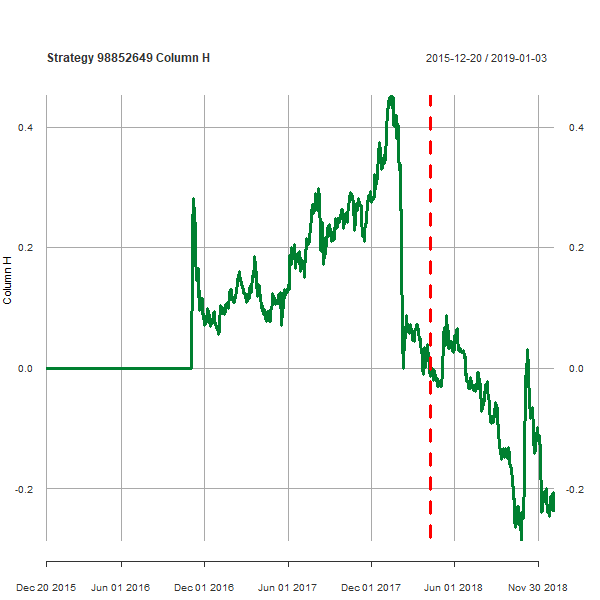 Strategy 98852649 Column H
2015-12-20 / 2019-01-03
0.4
0.4
0.2
0.2
Column H
0.0
0.0
-0.2
-0.2
Dec 20 2015
Jun 01 2016
Dec 01 2016
Jun 01 2017
Dec 01 2017
Jun 01 2018
Nov 30 2018